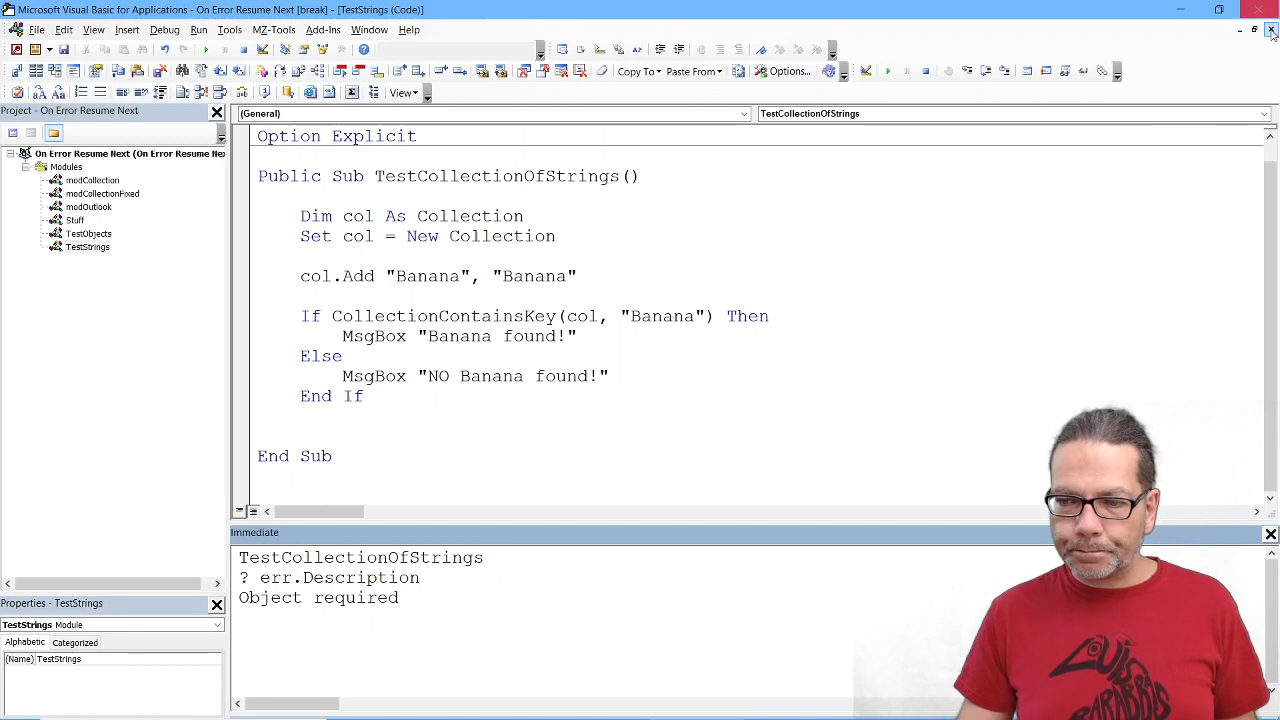 Microsoft Visual Basic for Applications - On Error Resume Next [break] - [TestStrings (Code)]
File Edit View Insert Debug Run Tools MZ-Tools Add-Ins Window Help
Copy To Paste From Options...
View
Project - On Error Resume Next
On Error Resume Next (On Error Resume Nex
Modules
modCollection
modCollectionFixed
modOutlook
Stuff
TestObjects
TestStrings
Properties - TestStrings
TestStrings Module
Alphabetic Categorized
(Name) TestStrings
(General) TestCollectionOfStrings
Option Explicit
Public Sub TestCollectionOfStrings()
Dim col As Collection
Set col = New Collection
col.Add "Banana", "Banana"
If CollectionContainsKey(col, "Banana") Then
MsgBox "Banana found!"
Else
MsgBox "NO Banana found!"
End If
End Sub
Immediate
TestCollectionOfStrings
? err.Description
Object required